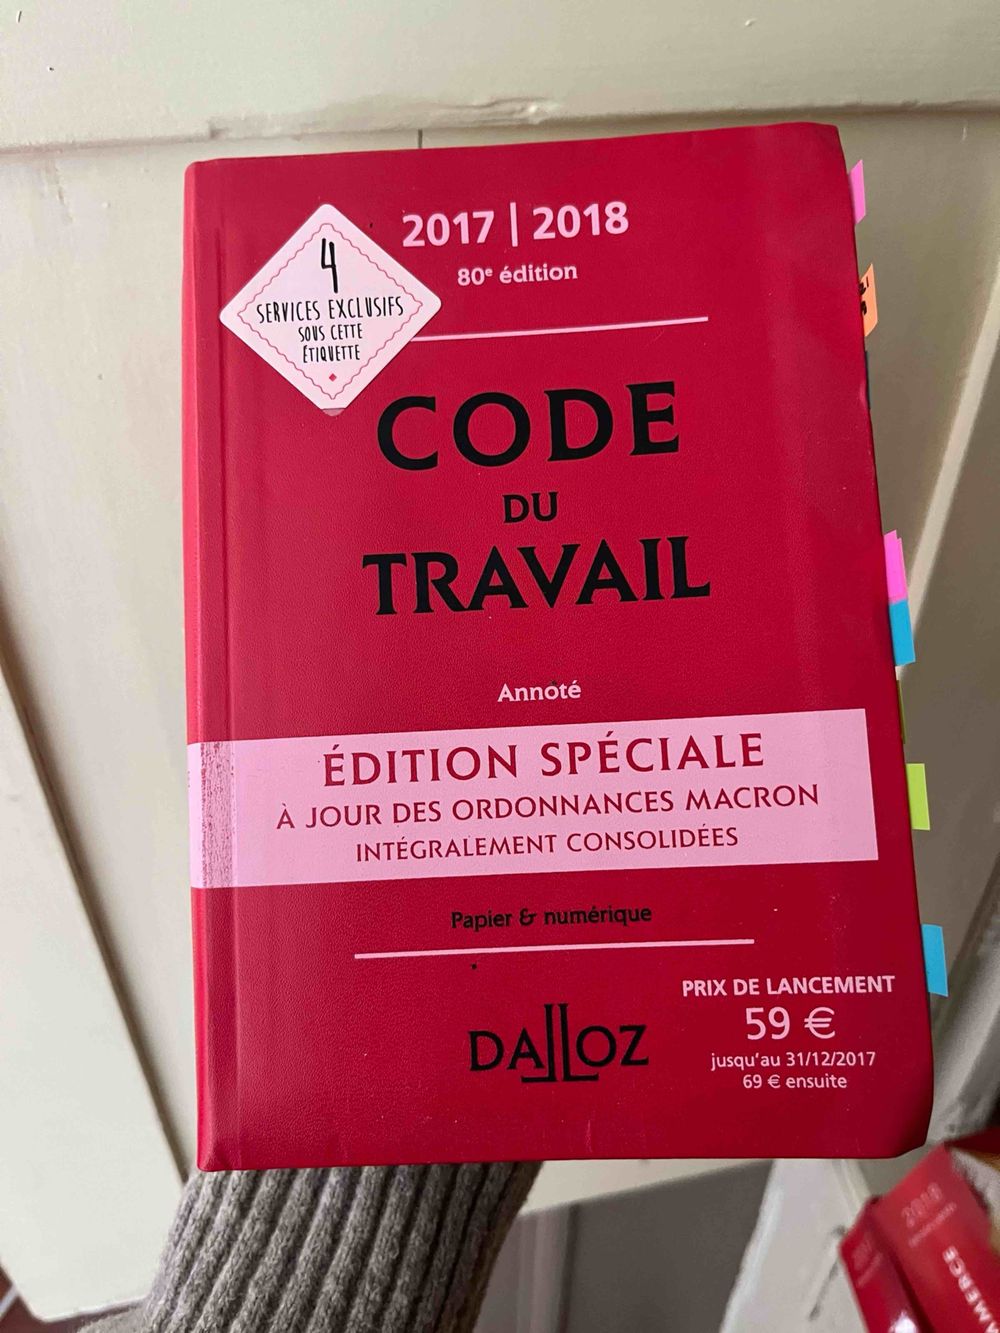 2017 | 2018
80e édition
4
SERVICES EXCLUSIFS
SOUS CETTE
ÉTIQUETTE
CODE
DU
TRAVAIL
Annoté
ÉDITION SPÉCIALE
À JOUR DES ORDONNANCES MACRON
INTÉGRALEMENT CONSOLIDÉES
Papier & numérique
DALLOZ
PRIX DE LANCEMENT
59 €
jusqu'au 31/12/2017
69 € ensuite
2018